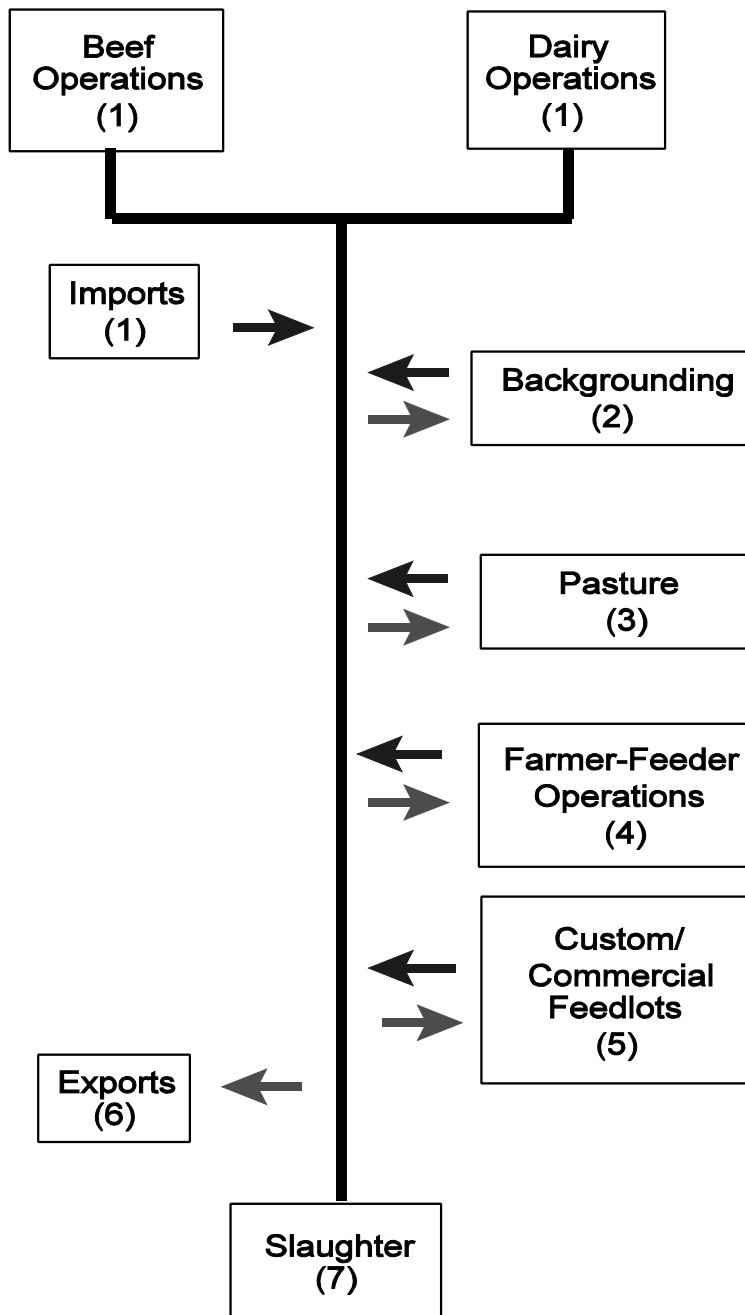 Beef
Operations
(1)
Dairy
Operations
(1)
Imports
(1)
Backgrounding
(2)
Pasture
(3)
Farmer-Feeder
Operations
(4)
Custom/
Commercial
Feedlots
(5)
Exports
(6)
Slaughter
(7)